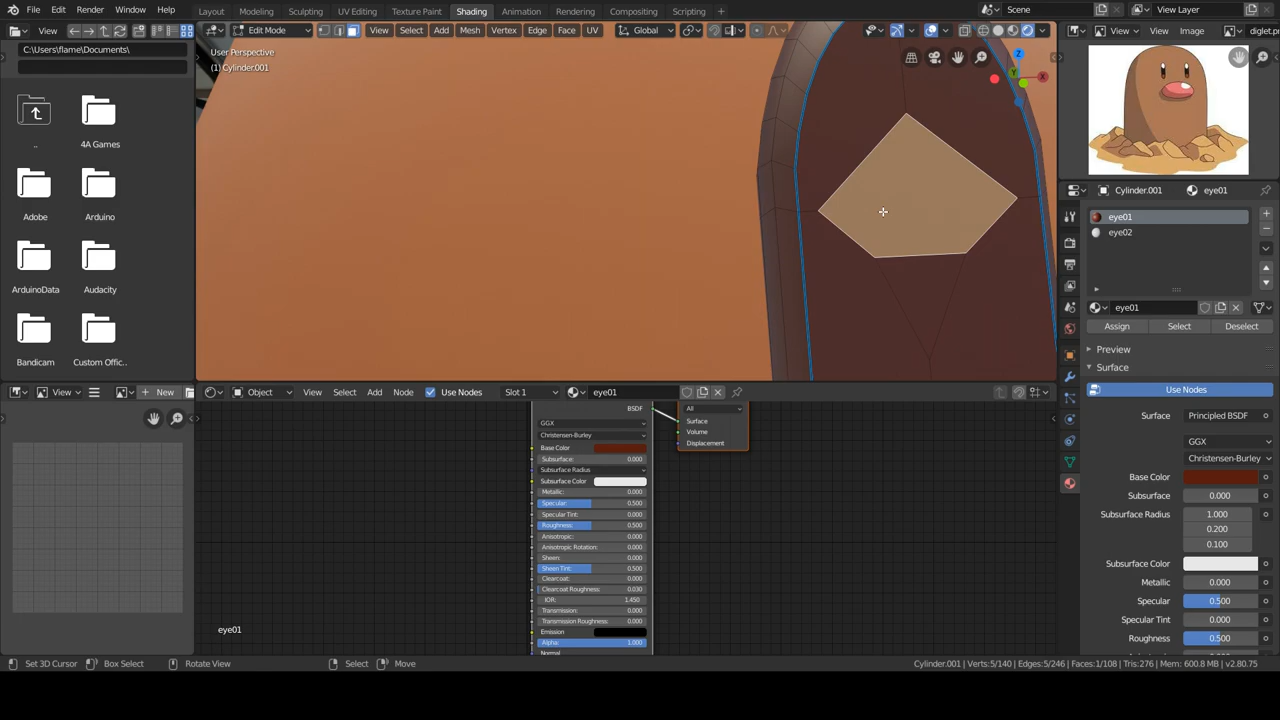 File Edit Render Window Help Layout Modeling Sculpting UV Editing Texture Paint Shading Animation Rendering Compositing Scripting Scene View Layer
Edit Mode View Select Add Mesh Vertex Edge Face UV Global View Image diglet.pr
C:\Users\flame\Documents\
User Perspective
(1) Cylinder.001
Z
Y
X
.. 4A Games
Adobe Arduino
ArduinoData Audacity
Bandicam Custom Offic..
Cylinder.001 eye01
eye01
eye02
eye01
Assign Select Deselect
Preview
Surface
Use Nodes
Surface Principled BSDF
GGX
Christensen-Burley
Base Color
Subsurface 0.000
Subsurface Radius 1.000
0.200
0.100
Subsurface Color
Metallic 0.000
Specular 0.500
Specular Tint 0.000
Roughness 0.500
View New Object View Select Add Node Use Nodes Slot 1 eye01
BSDF
GGX
Christensen-Burley
Base Color
Subsurface: 0.000
Subsurface Radius
Subsurface Color
Metallic: 0.000
Specular: 0.500
Specular Tint: 0.000
Roughness: 0.500
Anisotropic: 0.000
Anisotropic Rotation: 0.000
Sheen: 0.000
Sheen Tint: 0.500
Clearcoat: 0.000
Clearcoat Roughness: 0.030
IOR: 1.450
Transmission: 0.000
Transmission Roughness: 0.000
Emission
Alpha: 1.000
Normal
All
Surface
Volume
Displacement
eye01
Set 3D Cursor Box Select Rotate View Select Move Cylinder.001 | Verts:5/140 | Edges:5/246 | Faces:1/108 | Tris:276 | Mem: 600.8 MB | v2.80.75